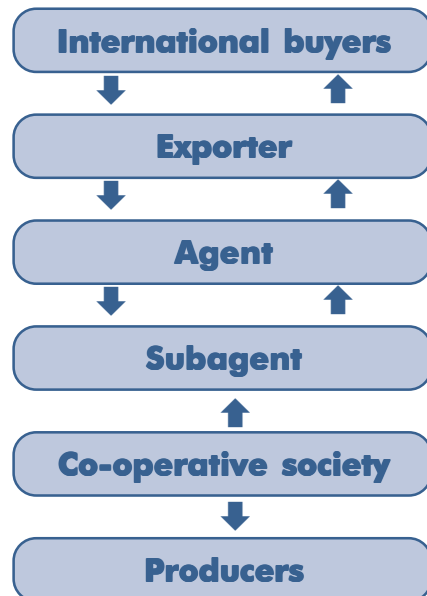 International buyers
Exporter
Agent
Subagent
Co-operative society
Producers